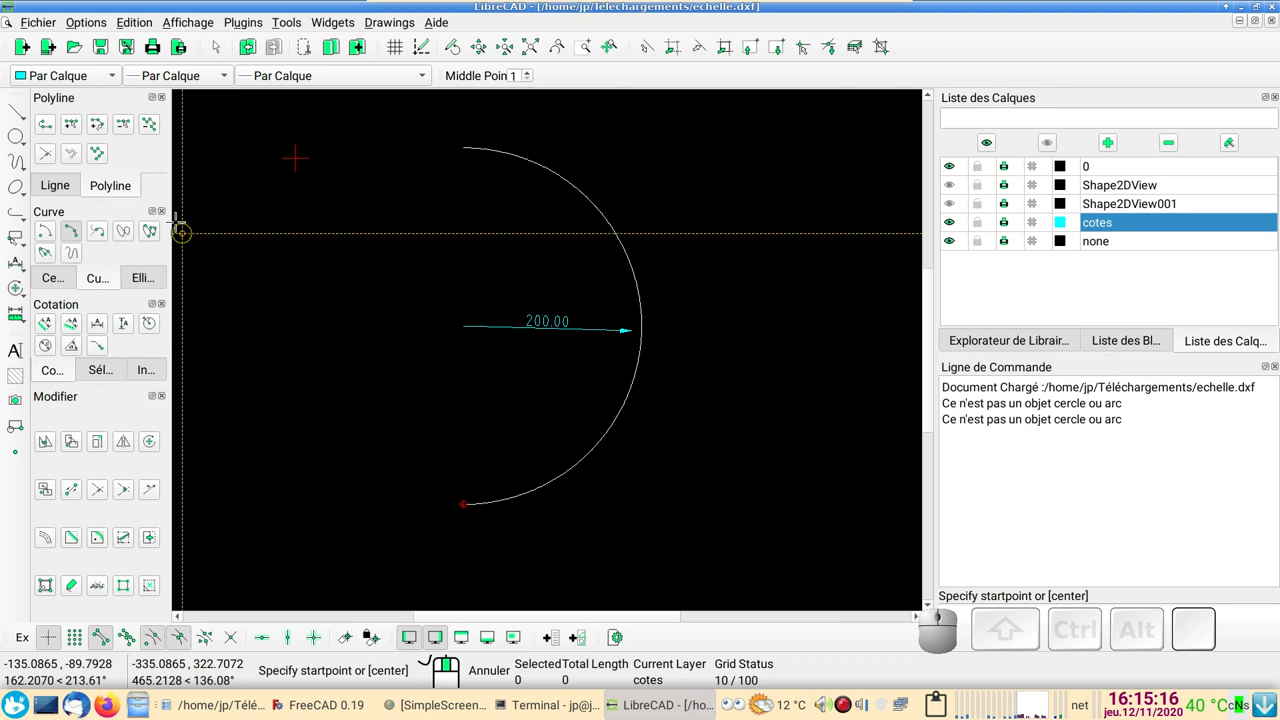 LibreCAD - [/home/jp/Téléchargements/echelle.dxf]
Fichier Options Edition Affichage Plugins Tools Widgets Drawings Aide
Par Calque Par Calque Par Calque Middle Poin 1
Polyline
Ligne Polyline
Curve
Ce... Cu... Elli...
Cotation
Co... Sél... In...
Modifier
200.00
Liste des Calques
0
Shape2DView
Shape2DView001
cotes
none
Explorateur de Librair... Liste des Bl... Liste des Calq...
Ligne de Commande
Document Chargé :/home/jp/Téléchargements/echelle.dxf
Ce n'est pas un objet cercle ou arc
Ce n'est pas un objet cercle ou arc
Specify startpoint or [center]
Ctrl Alt
Ex
-135.0865, -89.7928
162.2070 < 213.61°
-335.0865, 322.7072
465.2128 < 136.08°
Specify startpoint or [center]
Annuler
Selected Total Length Current Layer Grid Status
0 0 cotes 10 / 100
/home/jp/Télé... FreeCAD 0.19 [SimpleScreen... Terminal - jp@j... LibreCAD - [/ho... 12 °C net 16:15:16 jeu.12/11/2020 40 °C cNs